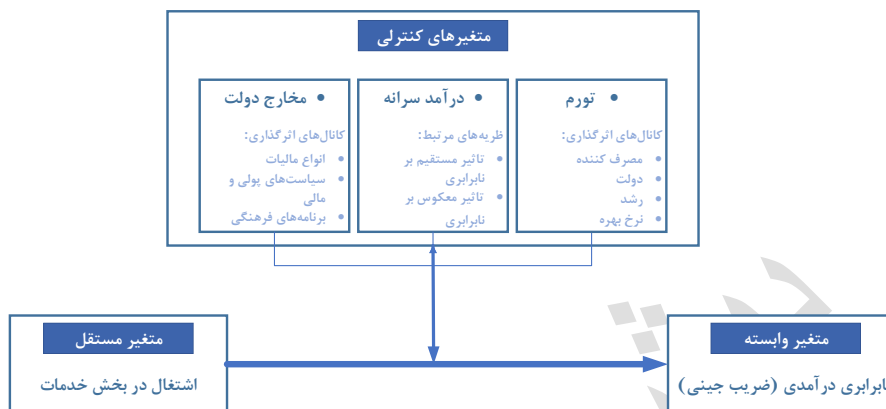 متغیرهای کنترلی
• تورم
کانال‌های اثرگذاری:
• مصرف کننده
• دولت
• رشد
• نرخ بهره
• درآمد سرانه
ظریه‌های مرتبط:
• تاثیر مستقیم بر
نابرابری
• تاثیر معکوس بر
نابرابری
• مخارج دولت
کانال‌های اثرگذاری:
• انواع مالیات
• سیاست‌های پولی و
مالی
• برنامه‌های فرهنگی
متغیر وابسته
ابرابری درآمدی (ضریب جینی)
متغیر مستقل
اشتغال در بخش خدمات